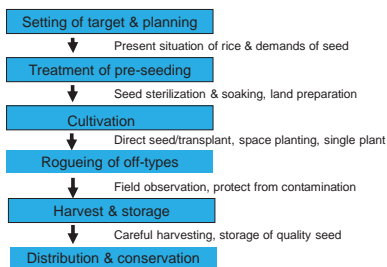 Setting of target & planning
Present situation of rice & demands of seed
Treatment of pre-seeding
Seed sterilization & soaking, land preparation
Cultivation
Direct seed/transplant, space planting, single plant
Rogueing of off-types
Field observation, protect from contamination
Harvest & storage
Careful harvesting, storage of quality seed
Distribution & conservation